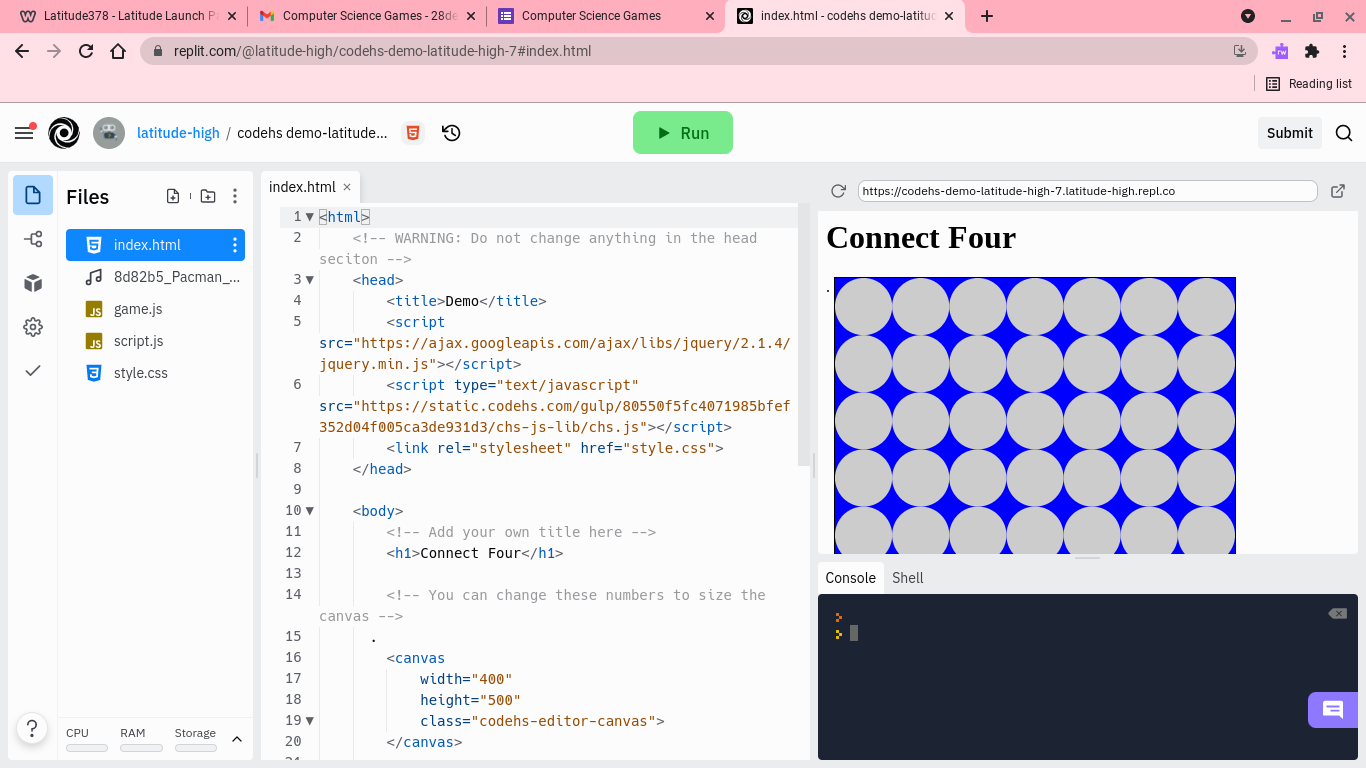 Latitude378 - Latitude Launch P
Computer Science Games - 28de
Computer Science Games
index.html - codehs demo-latitud
replit.com/@latitude-high/codehs-demo-latitude-high-7#index.html
rw
Reading list
latitude-high / codehs demo-latitude...
Run
Submit
Files
index.html
8d82b5_Pacman_...
JS game.js
JS script.js
style.css
CPU RAM Storage
index.html
1 <html>
2 <!-- WARNING: Do not change anything in the head
seciton -->
3 <head>
4 <title>Demo</title>
5 <script
src="https://ajax.googleapis.com/ajax/libs/jquery/2.1.4/
jquery.min.js"></script>
6 <script type="text/javascript"
src="https://static.codehs.com/gulp/80550f5fc4071985bfef
352d04f005ca3de931d3/chs-js-lib/chs.js"></script>
7 <link rel="stylesheet" href="style.css">
8 </head>
9
10 <body>
11 <!-- Add your own title here -->
12 <h1>Connect Four</h1>
13
14 <!-- You can change these numbers to size the
canvas -->
15 .
16 <canvas
17 width="400"
18 height="500"
19 class="codehs-editor-canvas">
20 </canvas>
https://codehs-demo-latitude-high-7.latitude-high.repl.co
Connect Four
.
Console Shell